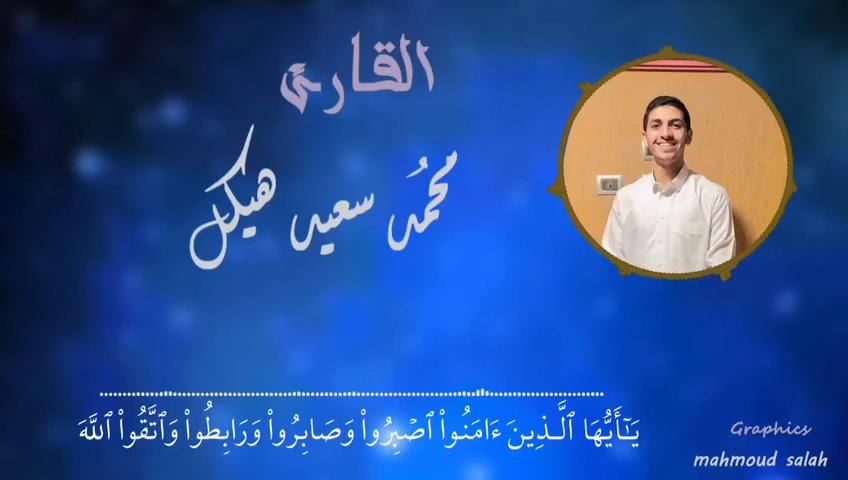 القارئ
محمد سعيد هيكل
يَـٰٓأَيُّهَا ٱلَّـذِينَ ءَامَنُوا۟ ٱصۡبِرُوا۟ وَصَابِرُوا۟ وَرَابِطُوا۟ وَٱتَّقُوا۟ ٱللَّهَ
Graphics
mahmoud salah